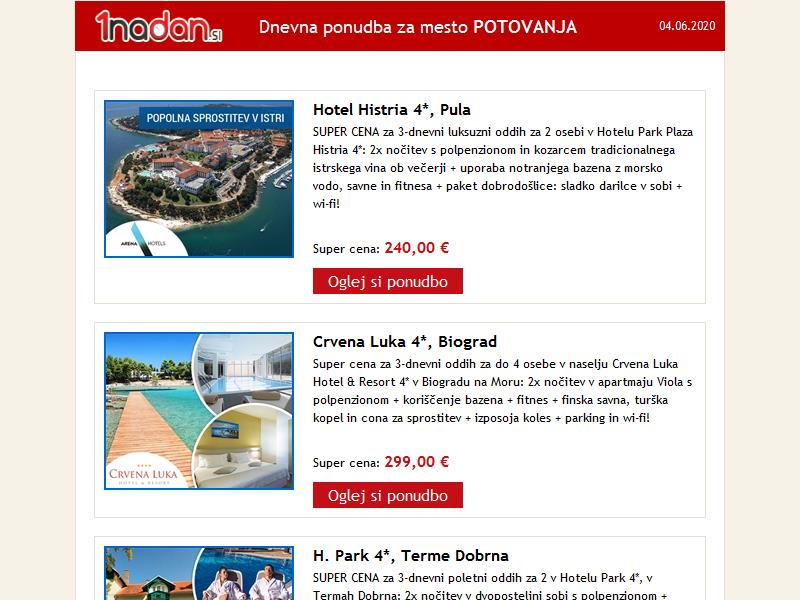 1nadan.si
Dnevna ponudba za mesto POTOVANJA
04.06.2020
POPOLNA SPROSTITEV V ISTRI
ARENA HOTELS
Hotel Histria 4*, Pula
SUPER CENA za 3-dnevni luksuzni oddih za 2 osebi v Hotelu Park Plaza
Histria 4*: 2x nočitev s polpenzionom in kozarcem tradicionalnega
istrskega vina ob večerji + uporaba notranjega bazena z morsko
vodo, savne in fitnesa + paket dobrodošlice: sladko darilce v sobi +
wi-fi!
Super cena: 240,00 €
Oglej si ponudbo
CRVENA LUKA
HOTEL & RESORT
Crvena Luka 4*, Biograd
Super cena za 3-dnevni oddih za do 4 osebe v naselju Crvena Luka
Hotel & Resort 4* v Biogradu na Moru: 2x nočitev v apartmaju Viola s
polpenzionom + koriščenje bazena + fitnes + finska savna, turška
kopel in cona za sprostitev + izposoja koles + parking in wi-fi!
Super cena: 299,00 €
Oglej si ponudbo
H. Park 4*, Terme Dobrna
SUPER CENA za 3-dnevni poletni oddih za 2 v Hotelu Park 4*, v
Termah Dobrna: 2x nočitev v dvoposteljni sobi s polpenzionom +